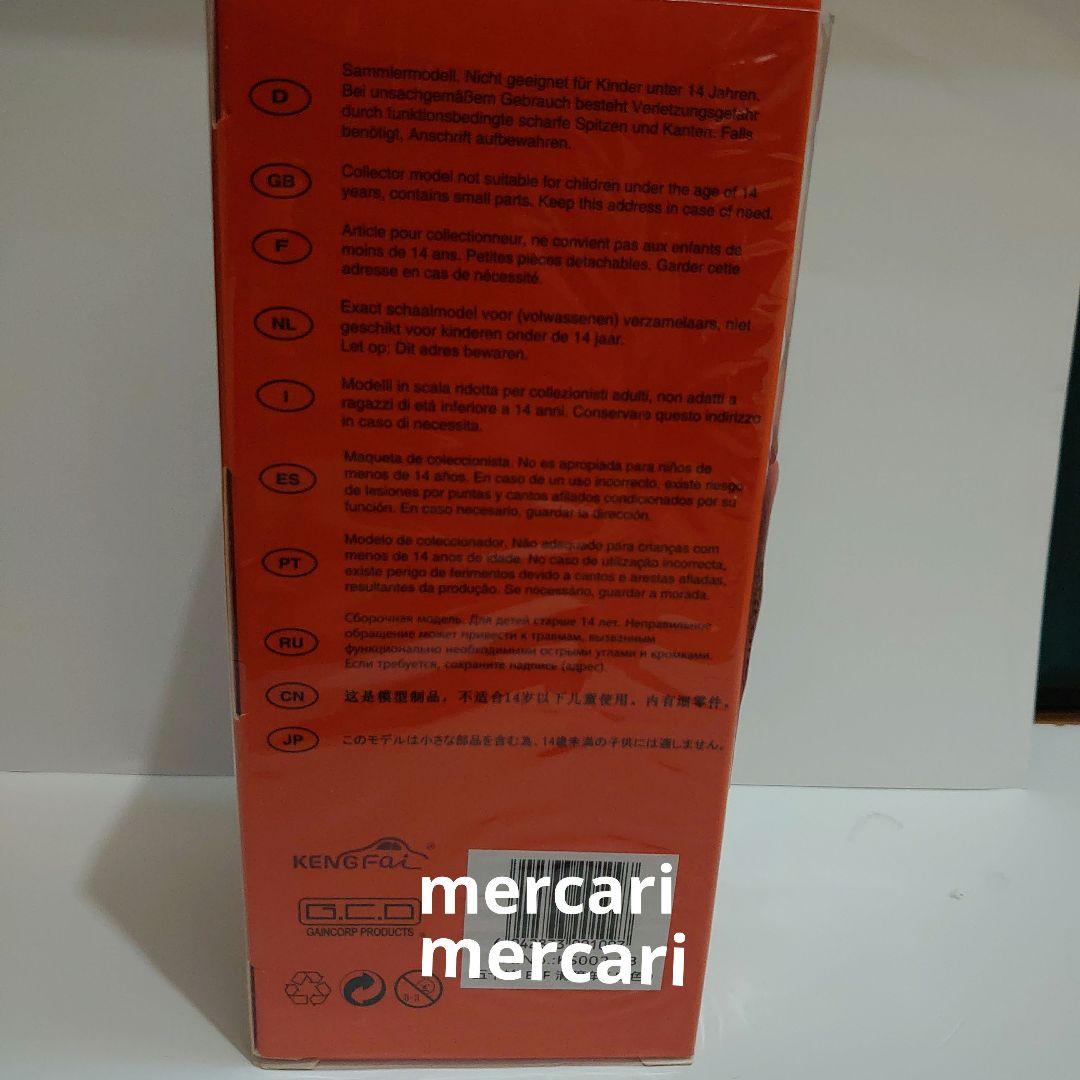 D
Sammlermodell. Nicht geeignet für Kinder unter 14 Jahren.
Bei unsachgemäßem Gebrauch besteht Verletzungsgefahr
durch funktionsbedingte scharfe Spitzen und Kanten. Falls
benötigt, Anschrift aufbewahren.
GB
Collector model not suitable for children under the age of 14
years, contains small parts. Keep this address in case of need.
F
Article pour collectionneur, ne convient pas aux enfants de
moins de 14 ans. Petites pièces detachables. Garder cette
adresse en cas de nécessité.
NL
Exact schaalmodel voor (volwassenen) verzamelaars, niet
geschikt voor kinderen onder de 14 jaar.
Let op: Dit adres bewaren.
I
Modelli in scala ridotta per collezionisti adulti, non adatti a
ragazzi di etá inferiore a 14 anni. Conservare questo indirizzo
in caso di necessita.
ES
Maqueta de coleccionista. No es apropiada para niños de
menos de 14 años. En caso de un uso incorrecto, existe riesgo
de lesiones por puntas y cantos afilados condicionados por su
función. En caso necesario, guardar la dirección.
PT
Modelo de coleccionador, Não adequado para crianças com
menos de 14 anos de idade. No caso de utilização incorrecta,
existe perigo de ferimentos devido a cantos e arestas afiadas,
resultantes da produção. Se necessário, guardar a morada.
RU
Сборочная модель. Для детей старше 14 лет. Неправильное
обращение может привести к травмам, вызванным
функционально необходимыми острыми углами и кромками.
Если требуется, сохраните надпись (адрес).
CN
这是模型制品，不适合14岁以下儿童使用。内有细零件。
JP
このモデルは小さな部品を含む為、14歳未満の子供には適しません。
KENGFai ®
G.C.D
GAINCORP PRODUCTS ®
mercari
mercari
0-3